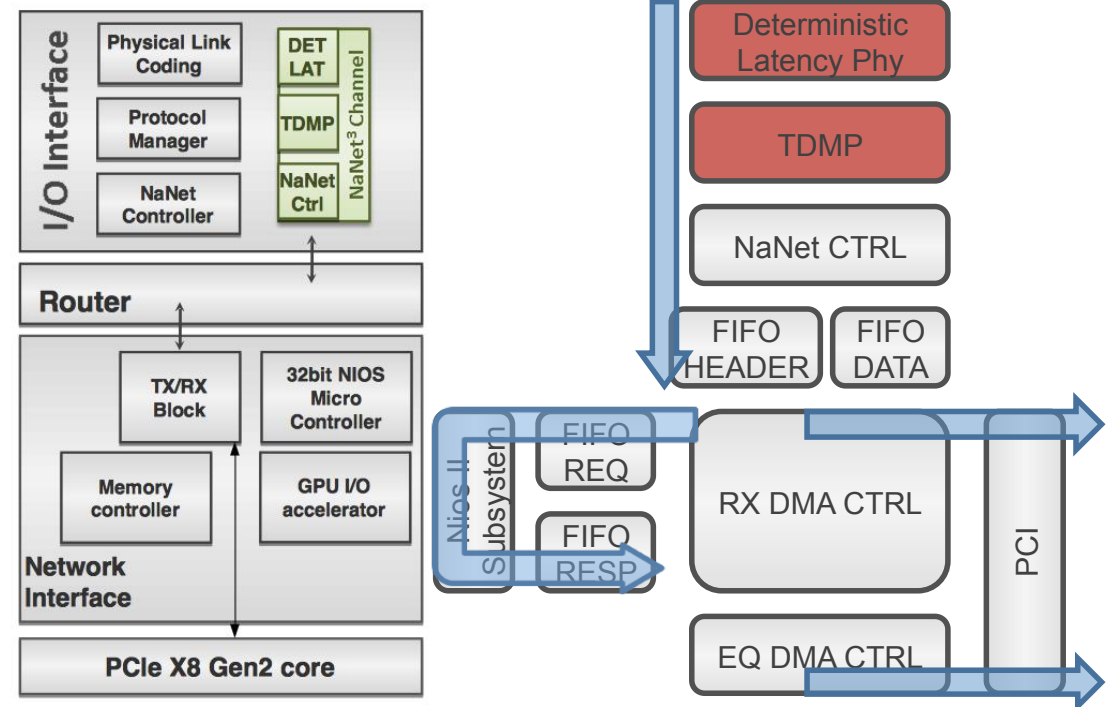 I/O Interface
Physical Link
Coding
Protocol
Manager
NaNet
Controller
DET
LAT
TDMP
NaNet
Ctrl
NaNet³ Channel
Router
TX/RX
Block
32bit NIOS
Micro
Controller
Memory
controller
GPU I/O
accelerator
Network
Interface
PCIe X8 Gen2 core
Deterministic
Latency Phy
TDMP
NaNet CTRL
FIFO
HEADER
FIFO
DATA
Nios II
Subsystem
FIFO
REQ
FIFO
RESP
RX DMA CTRL
EQ DMA CTRL
PCI